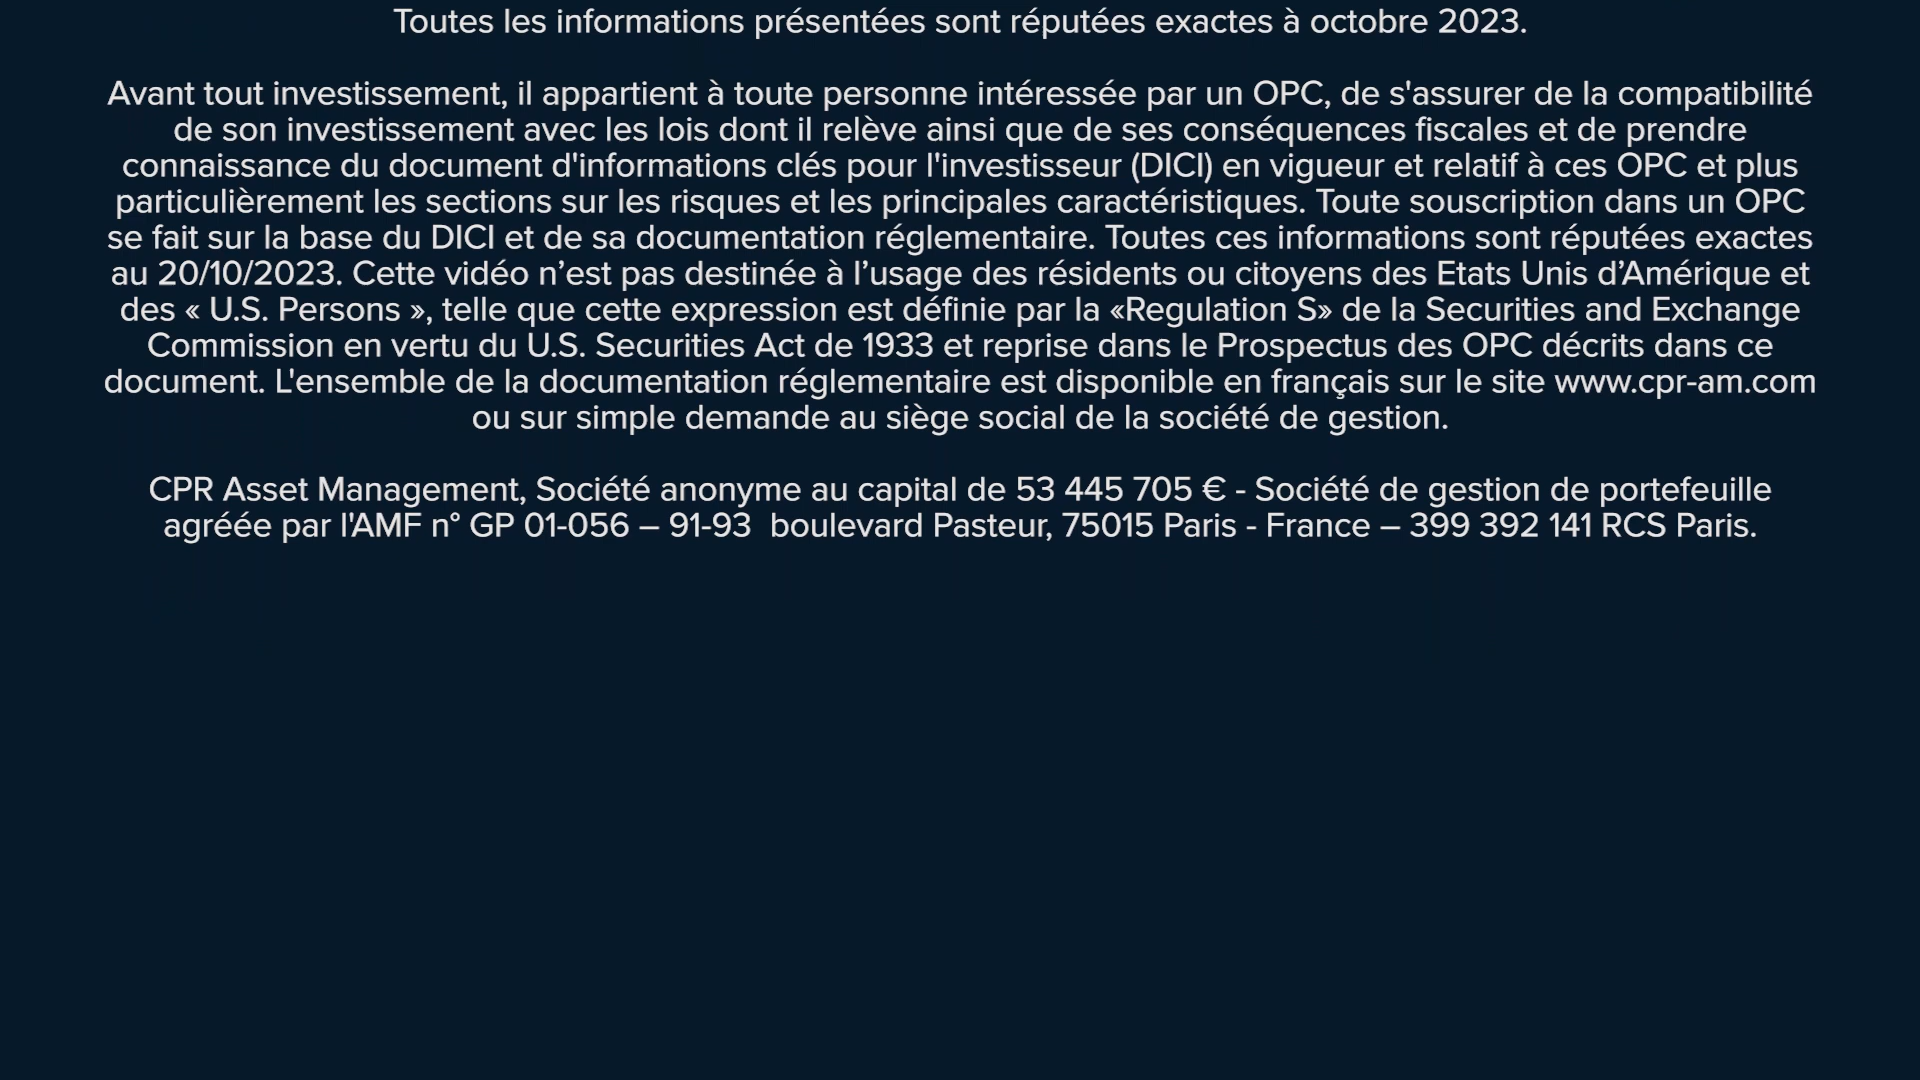 Toutes les informations présentées sont réputées exactes à octobre 2023.
Avant tout investissement, il appartient à toute personne intéressée par un OPC, de s'assurer de la compatibilité
de son investissement avec les lois dont il relève ainsi que de ses conséquences fiscales et de prendre
connaissance du document d'informations clés pour l'investisseur (DICI) en vigueur et relatif à ces OPC et plus
particulièrement les sections sur les risques et les principales caractéristiques. Toute souscription dans un OPC
se fait sur la base du DICI et de sa documentation réglementaire. Toutes ces informations sont réputées exactes
au 20/10/2023. Cette vidéo n’est pas destinée à l’usage des résidents ou citoyens des Etats Unis d’Amérique et
des « U.S. Persons », telle que cette expression est définie par la «Regulation S» de la Securities and Exchange
Commission en vertu du U.S. Securities Act de 1933 et reprise dans le Prospectus des OPC décrits dans ce
document. L'ensemble de la documentation réglementaire est disponible en français sur le site www.cpr-am.com
ou sur simple demande au siège social de la société de gestion.
CPR Asset Management, Société anonyme au capital de 53 445 705 € - Société de gestion de portefeuille
agréée par l'AMF n° GP 01-056 – 91-93  boulevard Pasteur, 75015 Paris - France – 399 392 141 RCS Paris.